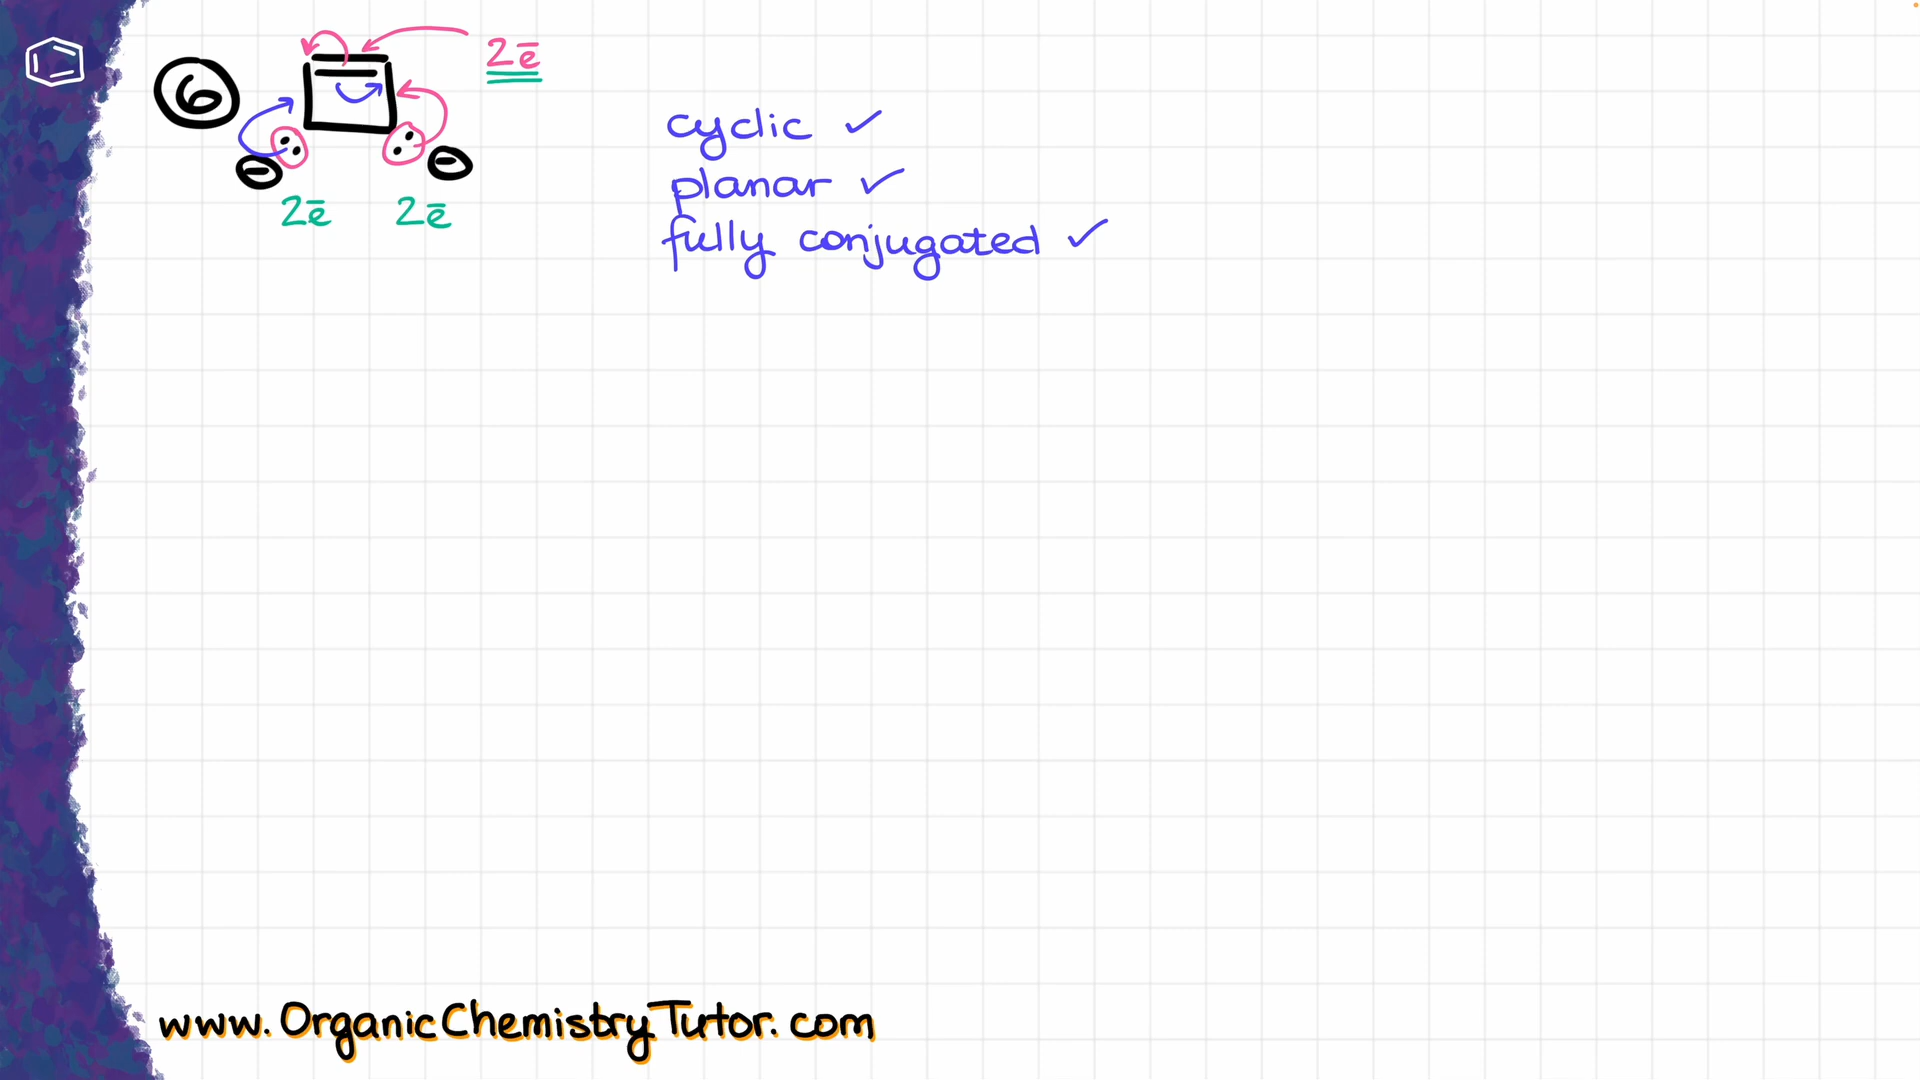 6
2ē
2ē 2ē
cyclic ✓
planar ✓
fully conjugated ✓
www.OrganicChemistryTutor.com